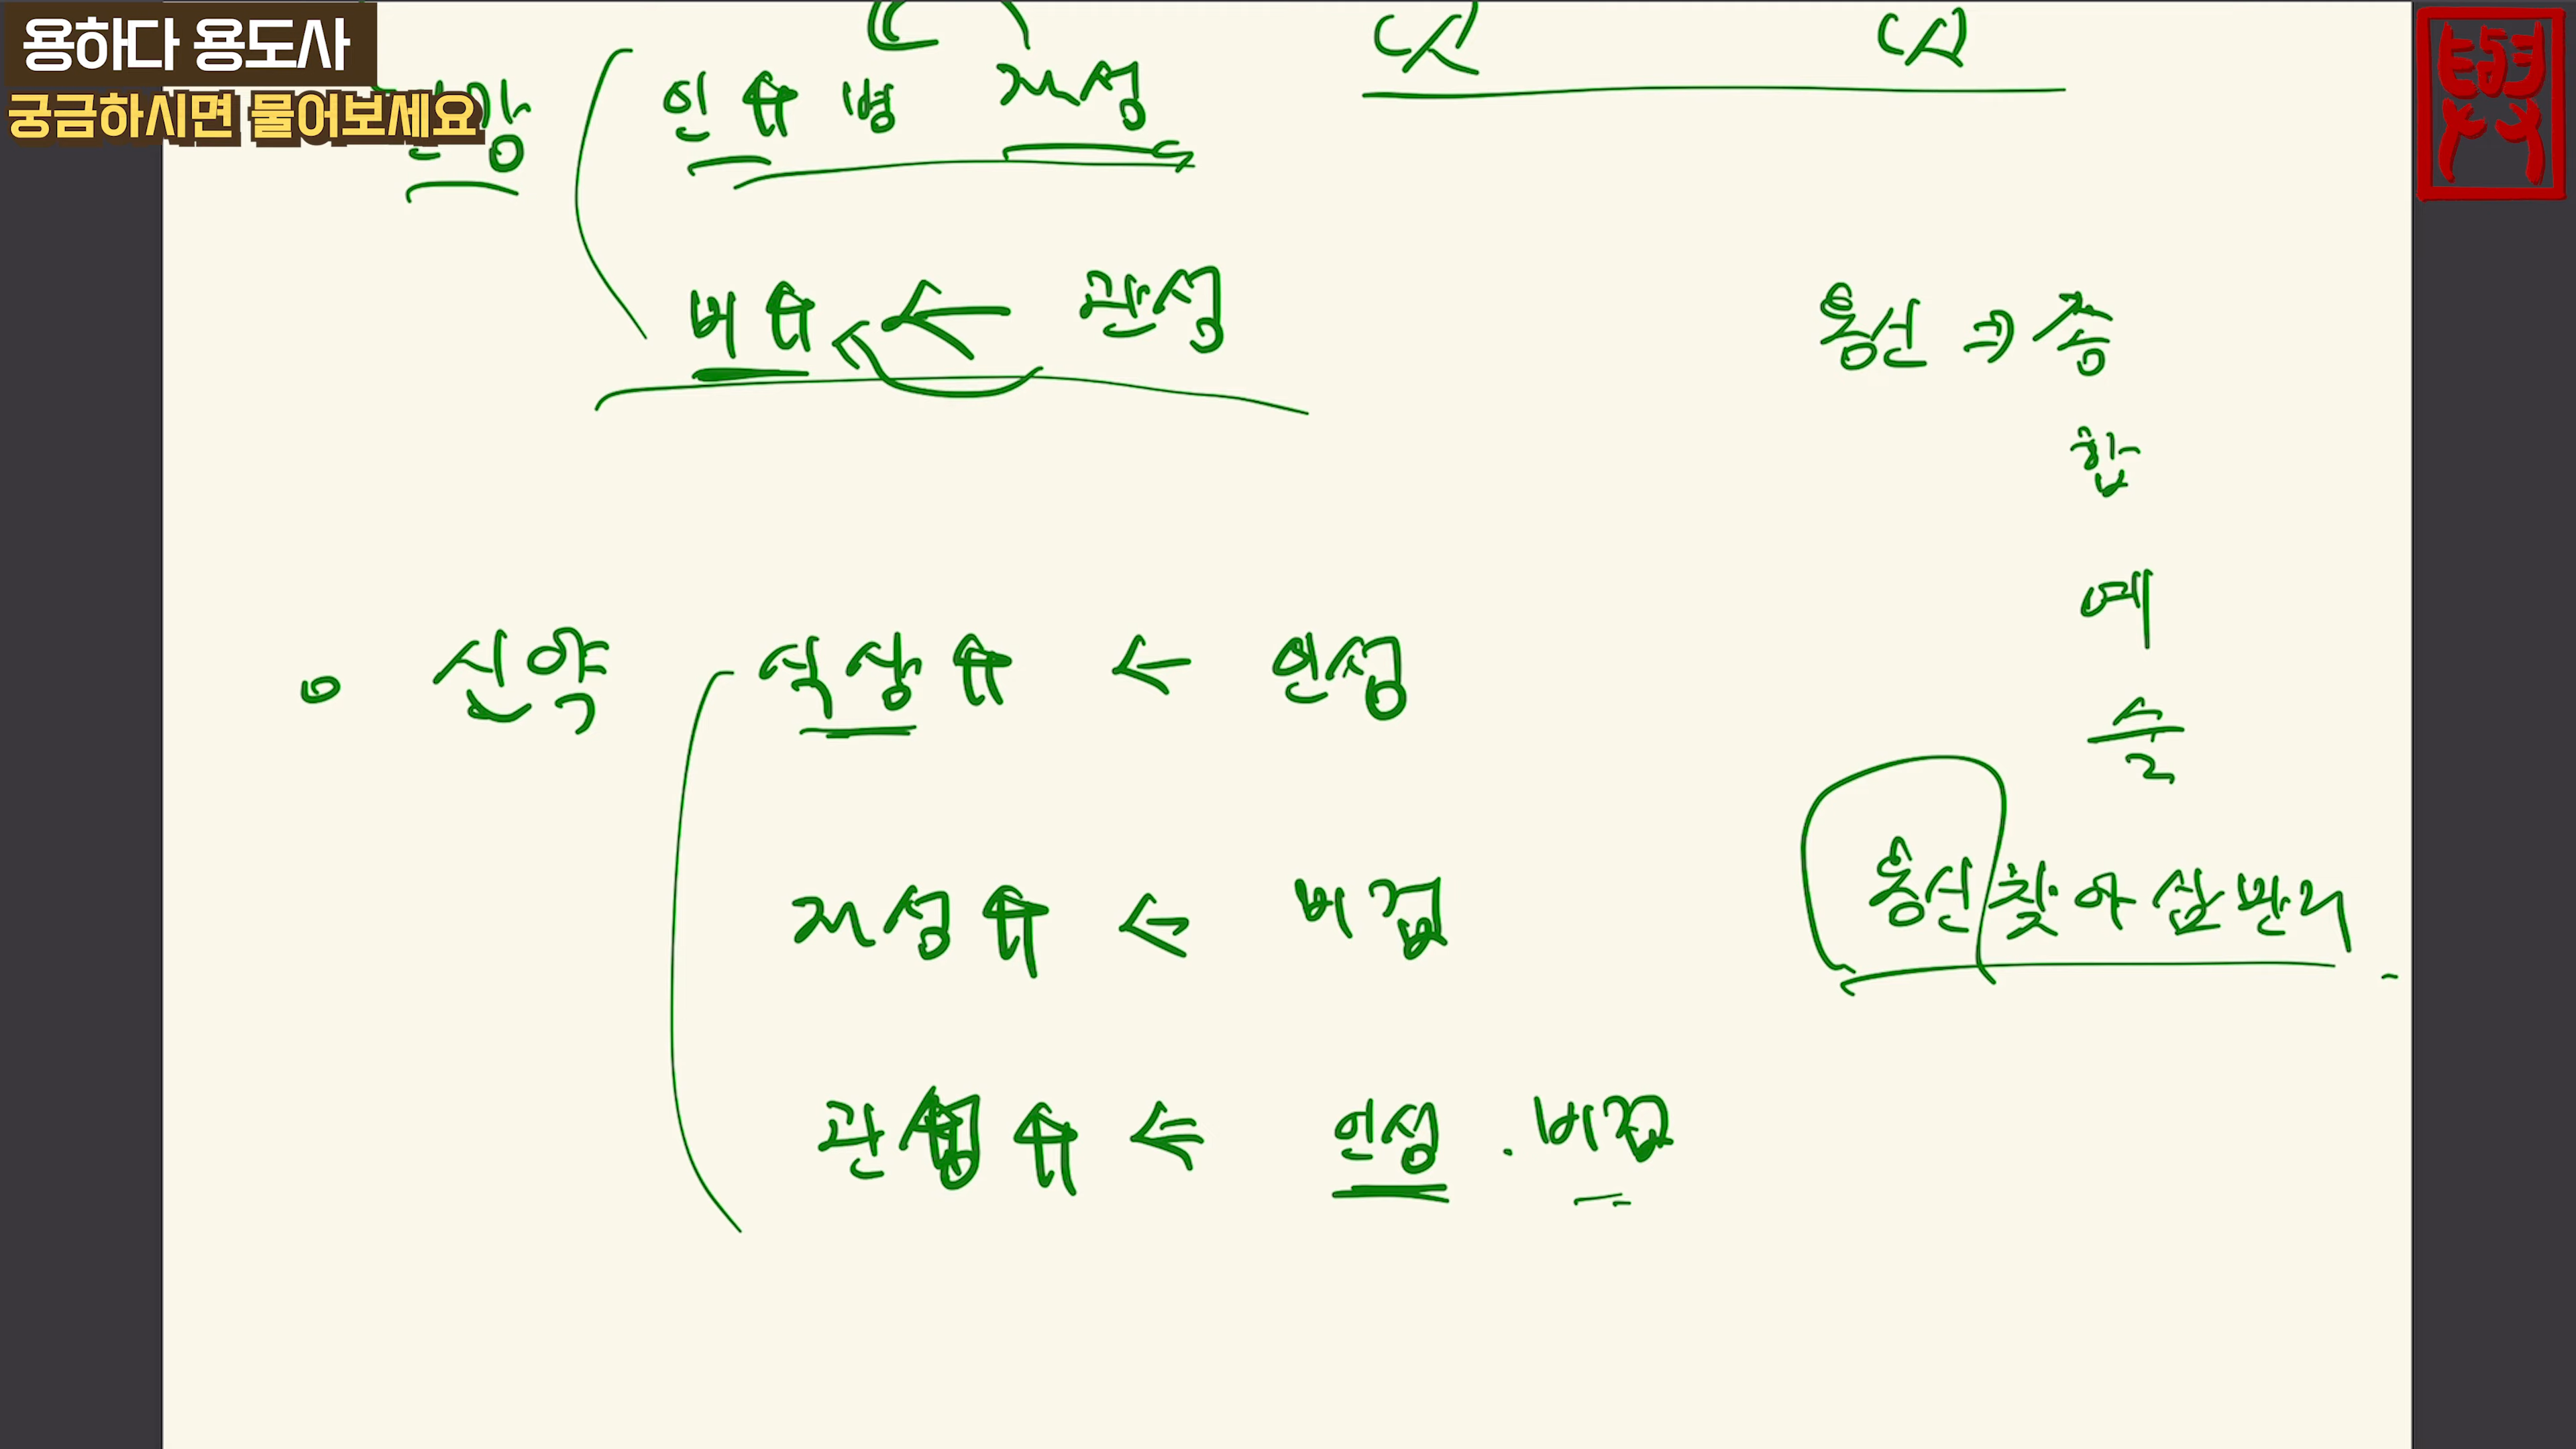 용하다 용도사
궁금하시면 물어보세요
인 병 재성
비 ← 관성
용신 ⇒ 종
합
예
술
신약 식상 ← 인성
재성 ← 비겁
관성 ← 인성 . 비겁
용신찾아삼만리